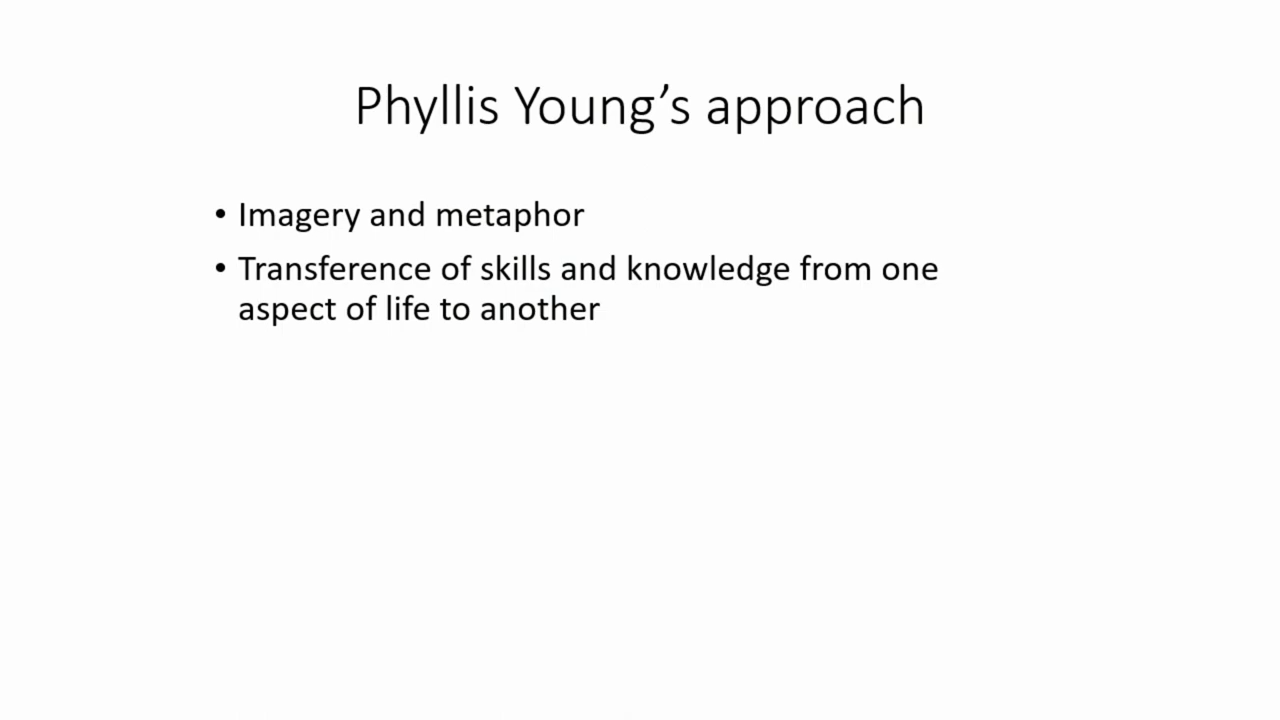 Phyllis Young’s approach
• Imagery and metaphor
• Transference of skills and knowledge from one
aspect of life to another